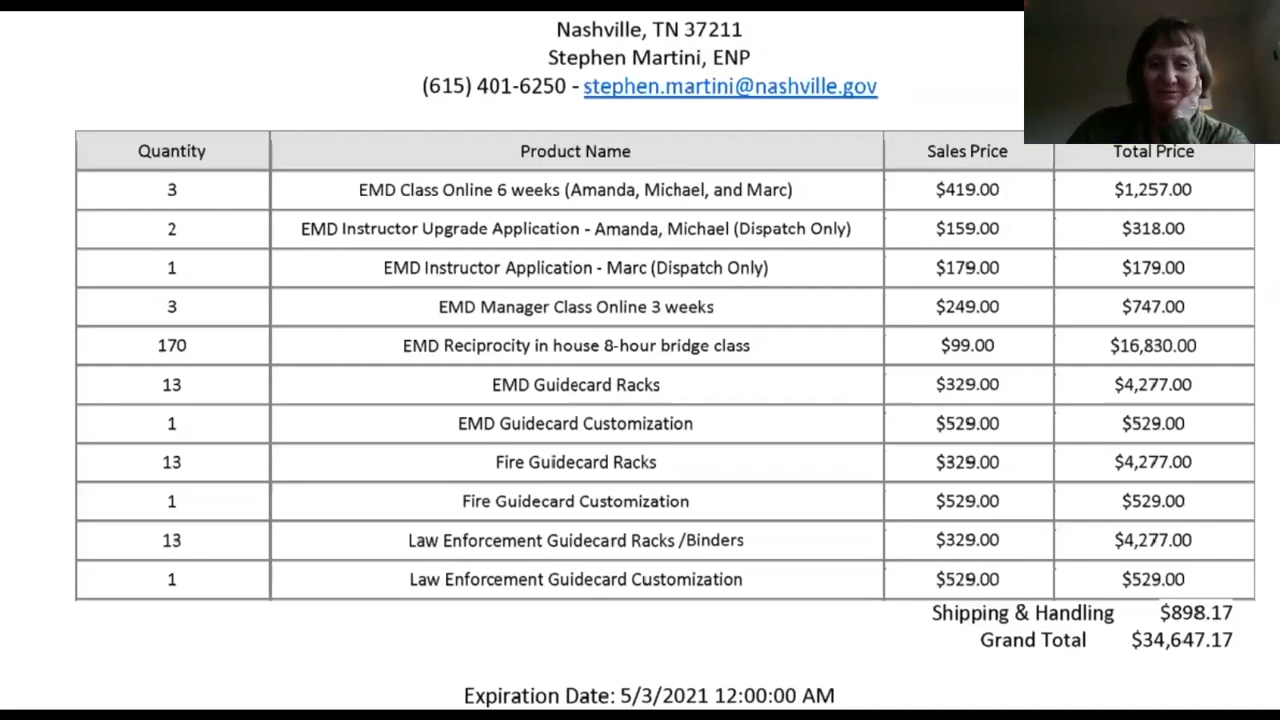 Nashville, TN 37211
Stephen Martini, ENP
(615) 401-6250 - stephen.martini@nashville.gov
Quantity Product Name Sales Price Total Price
3 EMD Class Online 6 weeks (Amanda, Michael, and Marc) $419.00 $1,257.00
2 EMD Instructor Upgrade Application - Amanda, Michael (Dispatch Only) $159.00 $318.00
1 EMD Instructor Application - Marc (Dispatch Only) $179.00 $179.00
3 EMD Manager Class Online 3 weeks $249.00 $747.00
170 EMD Reciprocity in house 8-hour bridge class $99.00 $16,830.00
13 EMD Guidecard Racks $329.00 $4,277.00
1 EMD Guidecard Customization $529.00 $529.00
13 Fire Guidecard Racks $329.00 $4,277.00
1 Fire Guidecard Customization $529.00 $529.00
13 Law Enforcement Guidecard Racks /Binders $329.00 $4,277.00
1 Law Enforcement Guidecard Customization $529.00 $529.00
Shipping & Handling $898.17
Grand Total $34,647.17
Expiration Date: 5/3/2021 12:00:00 AM